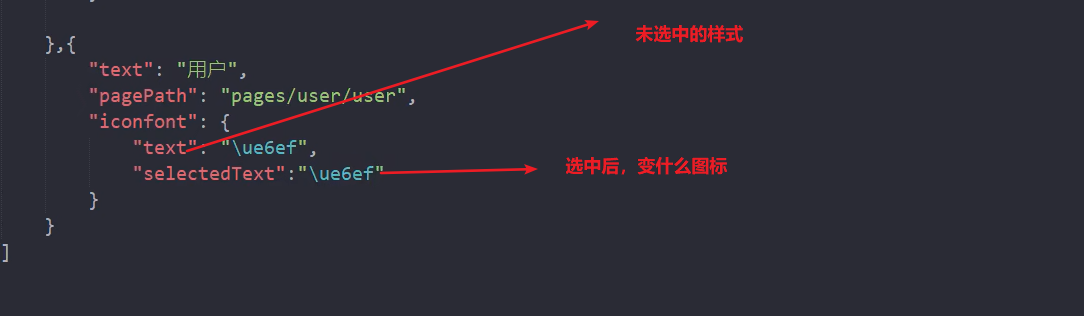 未选中的样式
},{
"text": "用户",
"pagePath": "pages/user/user",
"iconfont": {
"text": "\ue6ef",
"selectedText":"\ue6ef"
选中后，变什么图标
}
}
]